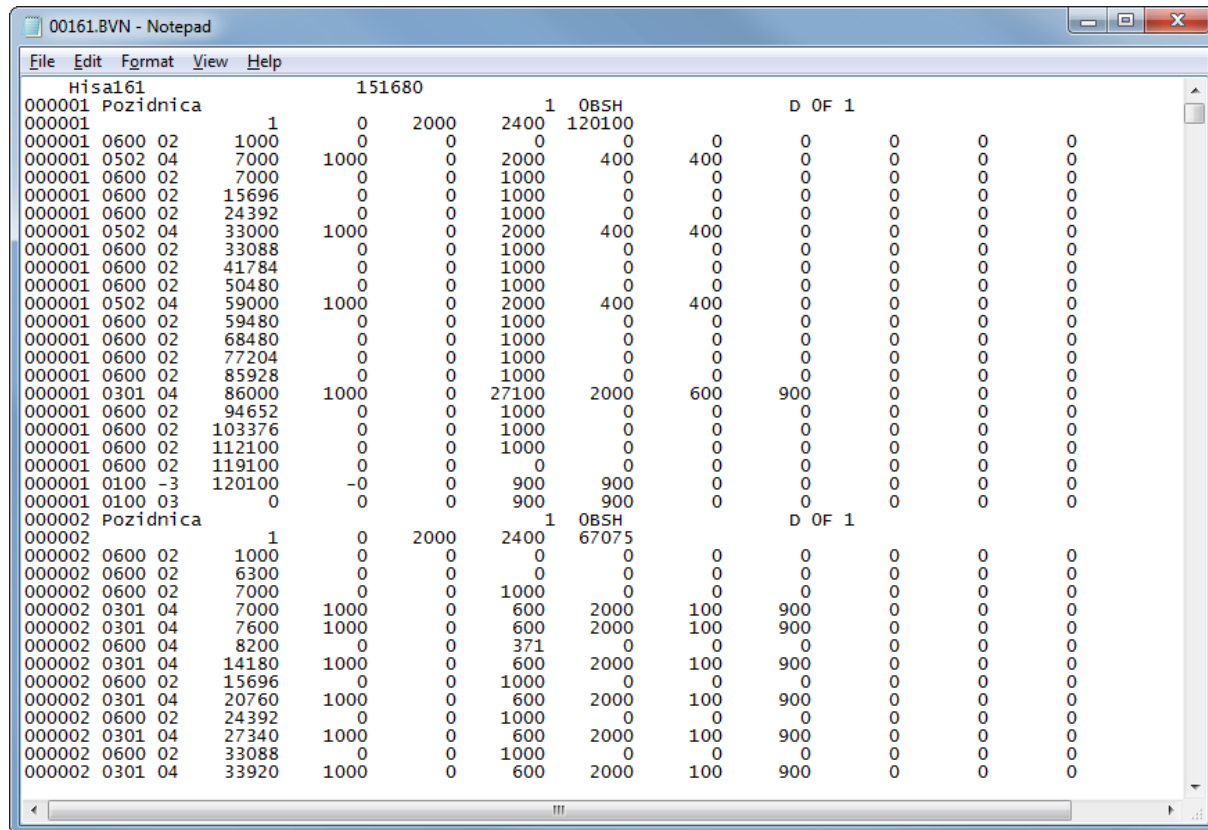 00161.BVN - Notepad
File Edit Format View Help
Hisa161 151680
000001 Pozidnica 1 OBSH D OF 1
000001 1 0 2000 2400 120100
000001 0600 02 1000 0 0 0 0 0 0 0 0 0
000001 0502 04 7000 1000 0 2000 400 400 0 0 0 0
000001 0600 02 7000 0 0 1000 0 0 0 0 0 0
000001 0600 02 15696 0 0 1000 0 0 0 0 0 0
000001 0600 02 24392 0 0 1000 0 0 0 0 0 0
000001 0502 04 33000 1000 0 2000 400 400 0 0 0 0
000001 0600 02 33088 0 0 1000 0 0 0 0 0 0
000001 0600 02 41784 0 0 1000 0 0 0 0 0 0
000001 0600 02 50480 0 0 1000 0 0 0 0 0 0
000001 0502 04 59000 1000 0 2000 400 400 0 0 0 0
000001 0600 02 59480 0 0 1000 0 0 0 0 0 0
000001 0600 02 68480 0 0 1000 0 0 0 0 0 0
000001 0600 02 77204 0 0 1000 0 0 0 0 0 0
000001 0600 02 85928 0 0 1000 0 0 0 0 0 0
000001 0301 04 86000 1000 0 27100 2000 600 900 0 0 0
000001 0600 02 94652 0 0 1000 0 0 0 0 0 0
000001 0600 02 103376 0 0 1000 0 0 0 0 0 0
000001 0600 02 112100 0 0 1000 0 0 0 0 0 0
000001 0600 02 119100 0 0 0 0 0 0 0 0 0
000001 0100 -3 120100 -0 0 900 900 0 0 0 0 0
000001 0100 03 0 0 0 900 900 0 0 0 0 0
000002 Pozidnica 1 OBSH D OF 1
000002 1 0 2000 2400 67075
000002 0600 02 1000 0 0 0 0 0 0 0 0 0
000002 0600 02 6300 0 0 0 0 0 0 0 0 0
000002 0600 02 7000 0 0 1000 0 0 0 0 0 0
000002 0301 04 7000 1000 0 600 2000 100 900 0 0 0
000002 0301 04 7600 1000 0 600 2000 100 900 0 0 0
000002 0600 04 8200 0 0 371 0 0 0 0 0 0
000002 0301 04 14180 1000 0 600 2000 100 900 0 0 0
000002 0600 02 15696 0 0 1000 0 0 0 0 0 0
000002 0301 04 20760 1000 0 600 2000 100 900 0 0 0
000002 0600 02 24392 0 0 1000 0 0 0 0 0 0
000002 0301 04 27340 1000 0 600 2000 100 900 0 0 0
000002 0600 02 33088 0 0 1000 0 0 0 0 0 0
000002 0301 04 33920 1000 0 600 2000 100 900 0 0 0